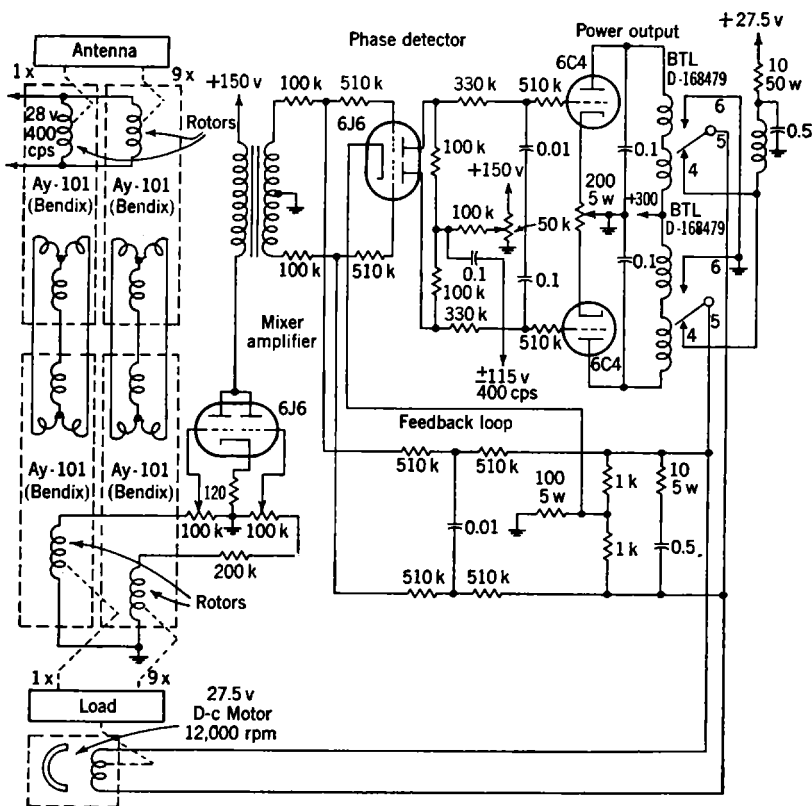 Antenna
1x
9x
28 v
400
cps
Rotors
Ay-101
(Bendix)
Ay-101
(Bendix)
Ay-101
(Bendix)
Ay-101
(Bendix)
Rotors
1x
9x
Load
27.5 v
D-c Motor
12,000 rpm
Phase detector
+150 v
100 k
510 k
6J6
100 k
510 k
Mixer
amplifier
6J6
120
100 k
100 k
200 k
330 k
510 k
100 k
0.01
+150 v
100 k
50 k
0.1
0.1
100 k
330 k
510 k
±115 v
400 cps
Power output
6C4
0.1
200
5 w
+300
0.1
6C4
BTL
D-168479
6
5
4
BTL
D-168479
6
5
4
+27.5 v
10
50 w
0.5
Feedback loop
510 k
510 k
0.01
100
5 w
1 k
1 k
10
5 w
0.5
510 k
510 k